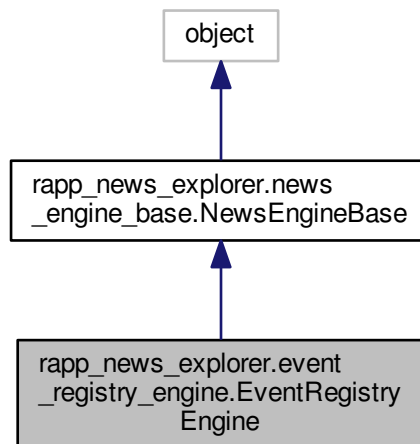 object
rapp_news_explorer.news
_engine_base.NewsEngineBase
rapp_news_explorer.event
_registry_engine.EventRegistry
Engine